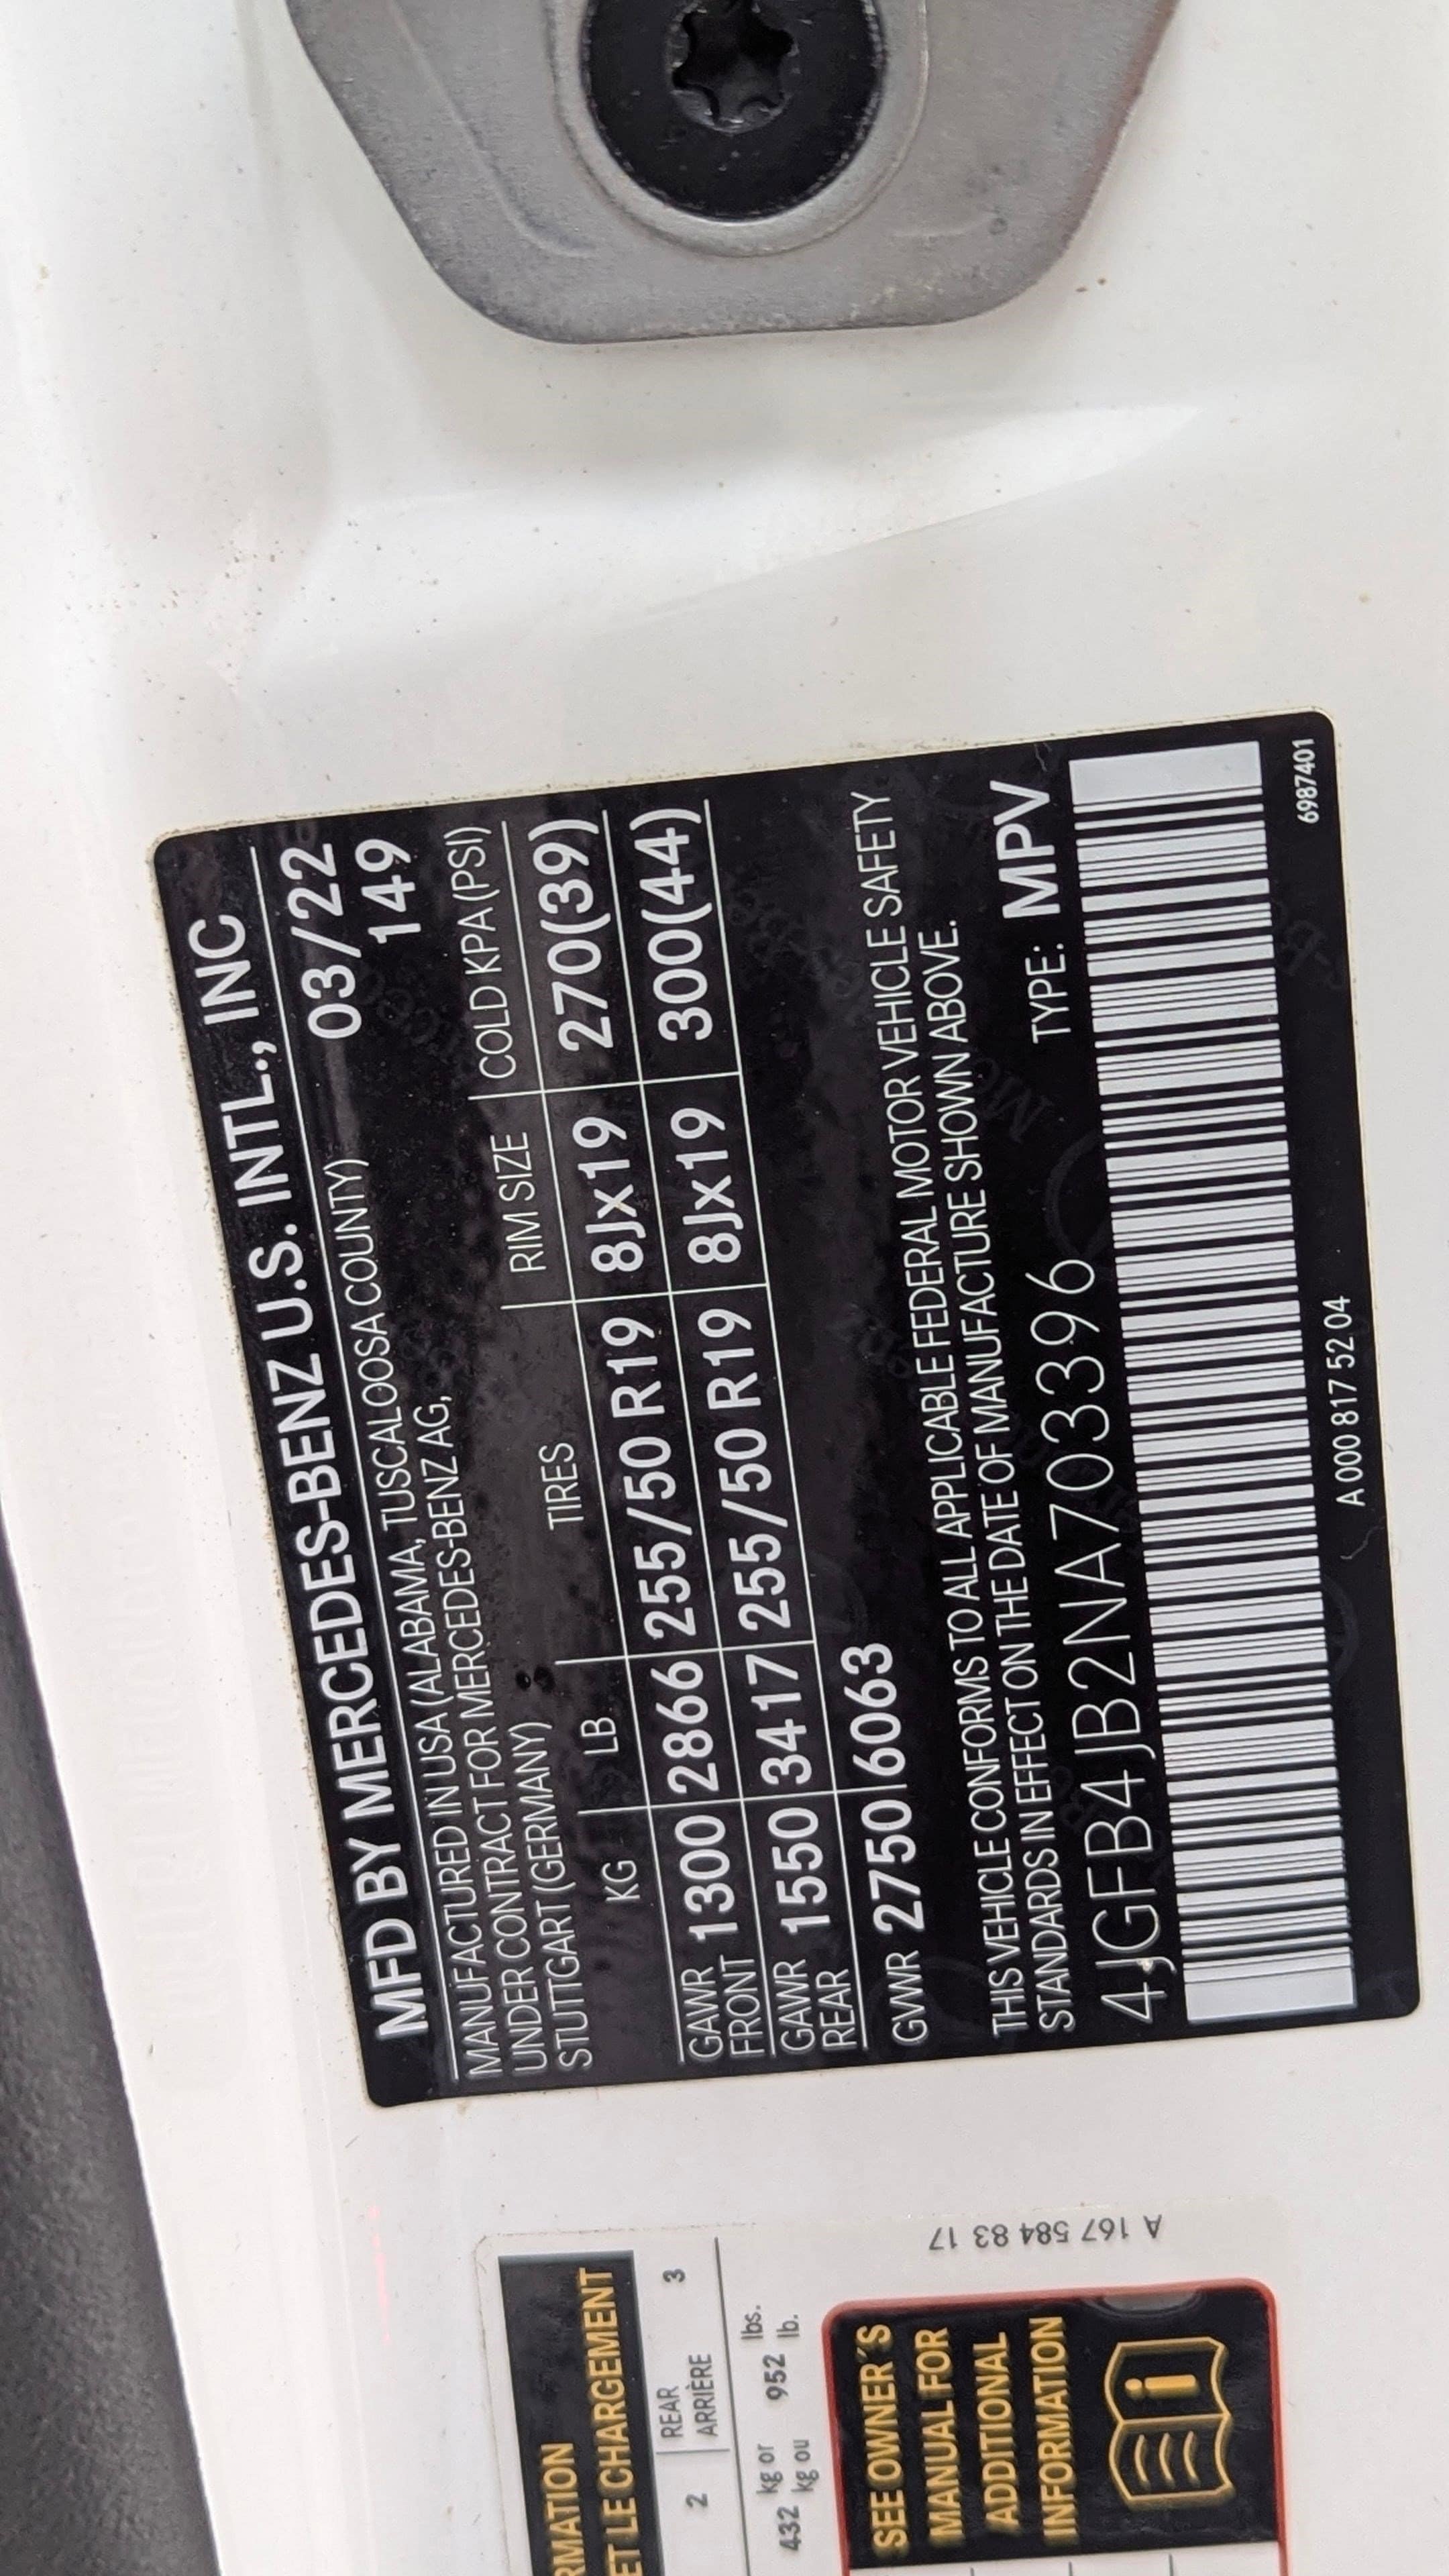 MFD BY MERCEDES-BENZ U.S. INTL., INC
MANUFACTURED IN USA (ALABAMA, TUSCALOOSA COUNTY) 03/22
UNDER CONTRACT FOR MERCEDES-BENZ AG, 149
STUTTGART (GERMANY)
KG LB TIRES RIM SIZE COLD KPA (PSI)
GAWR FRONT 1300 2866 255/50 R19 8Jx19 270(39)
GAWR REAR 1550 3417 255/50 R19 8Jx19 300(44)
GVWR 2750 6063
THIS VEHICLE CONFORMS TO ALL APPLICABLE FEDERAL MOTOR VEHICLE SAFETY
STANDARDS IN EFFECT ON THE DATE OF MANUFACTURE SHOWN ABOVE.
4JGFB4JB2NA703396 TYPE: MPV
A 000 817 52 04
6987401
ET LE CHARGEMENT
2 REAR 3
ARRIÈRE
432 kg or 952 lbs.
kg ou lb.
A 167 584 83 17
SEE OWNER'S
MANUAL FOR
ADDITIONAL
INFORMATION